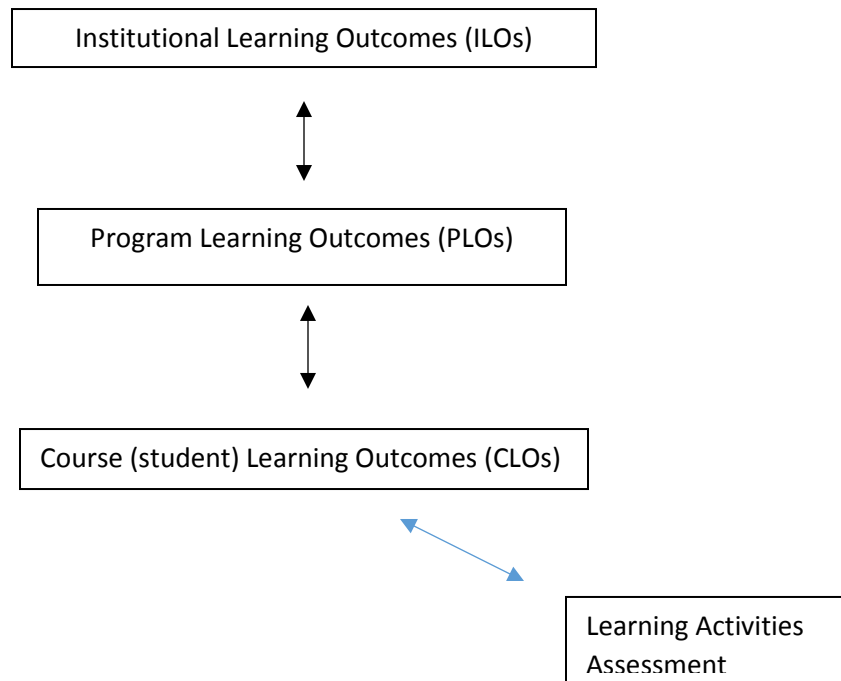 Institutional Learning Outcomes (ILOs)
Program Learning Outcomes (PLOs)
Course (student) Learning Outcomes (CLOs)
Learning Activities
Assessment